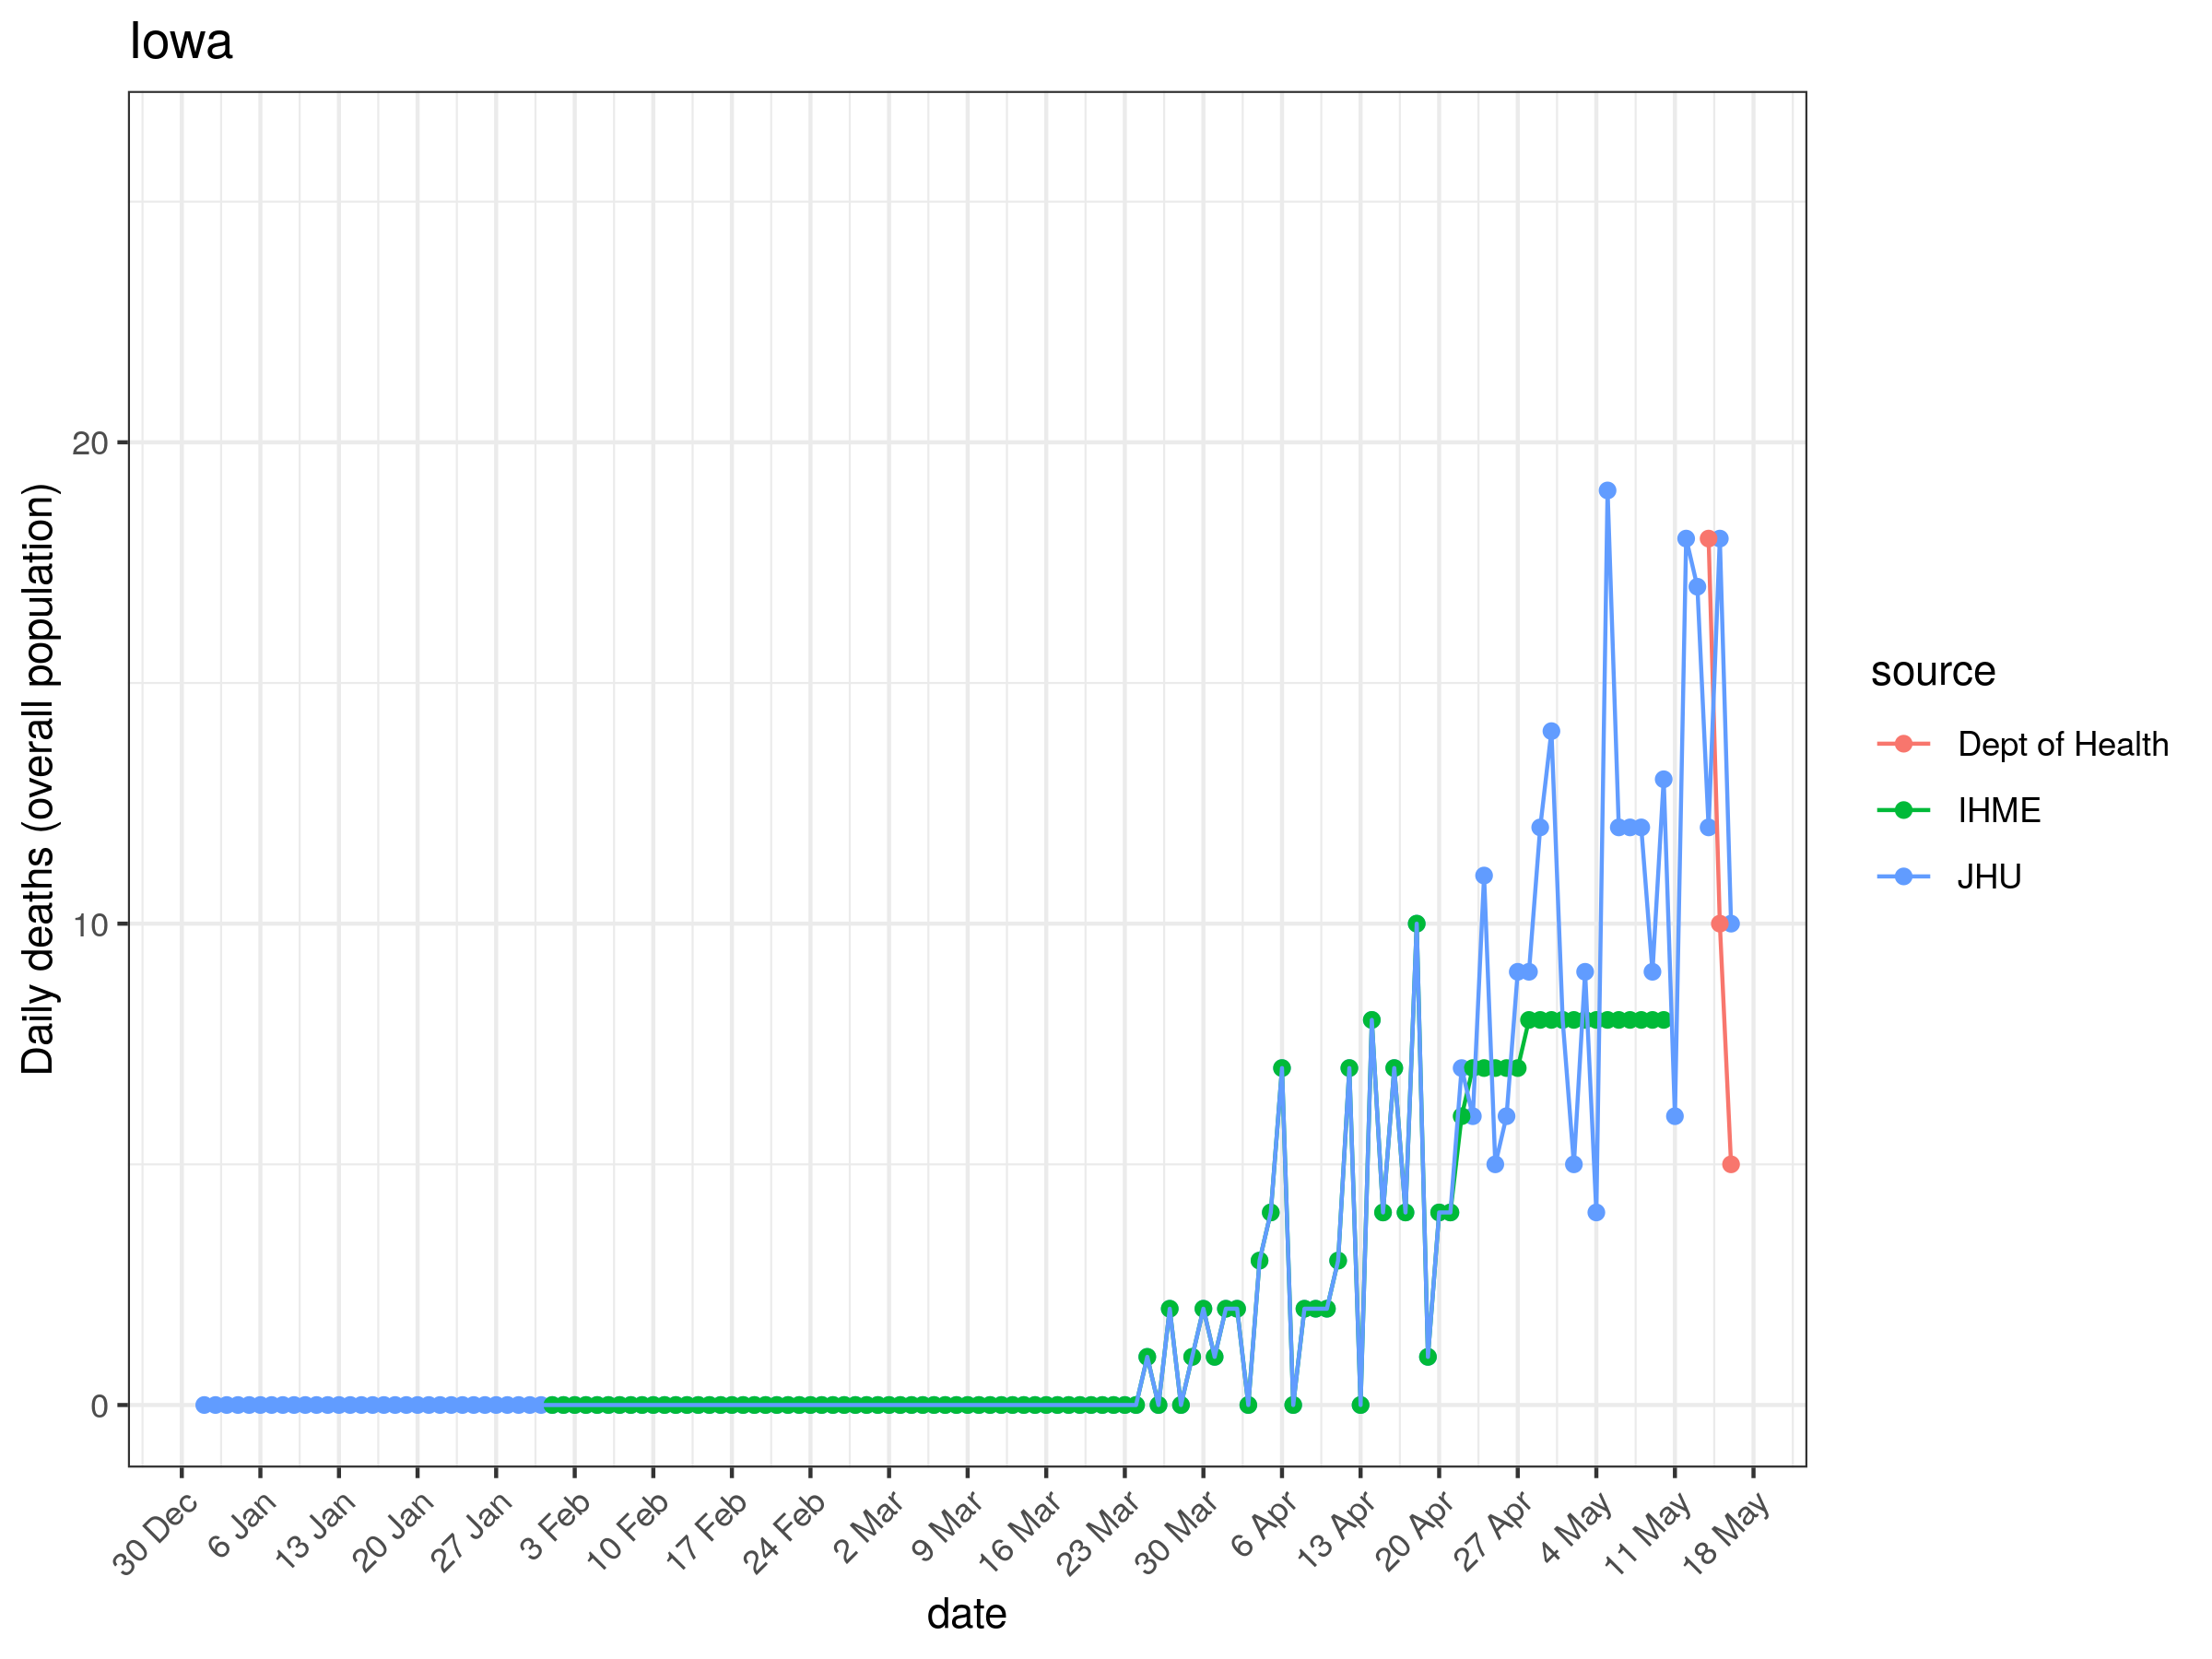 Iowa
Daily deaths (overall population)
20
10
0
30 Dec
6 Jan
13 Jan
20 Jan
27 Jan
3 Feb
10 Feb
17 Feb
24 Feb
2 Mar
9 Mar
16 Mar
23 Mar
30 Mar
6 Apr
13 Apr
20 Apr
27 Apr
4 May
11 May
18 May
date
source
Dept of Health
IHME
JHU